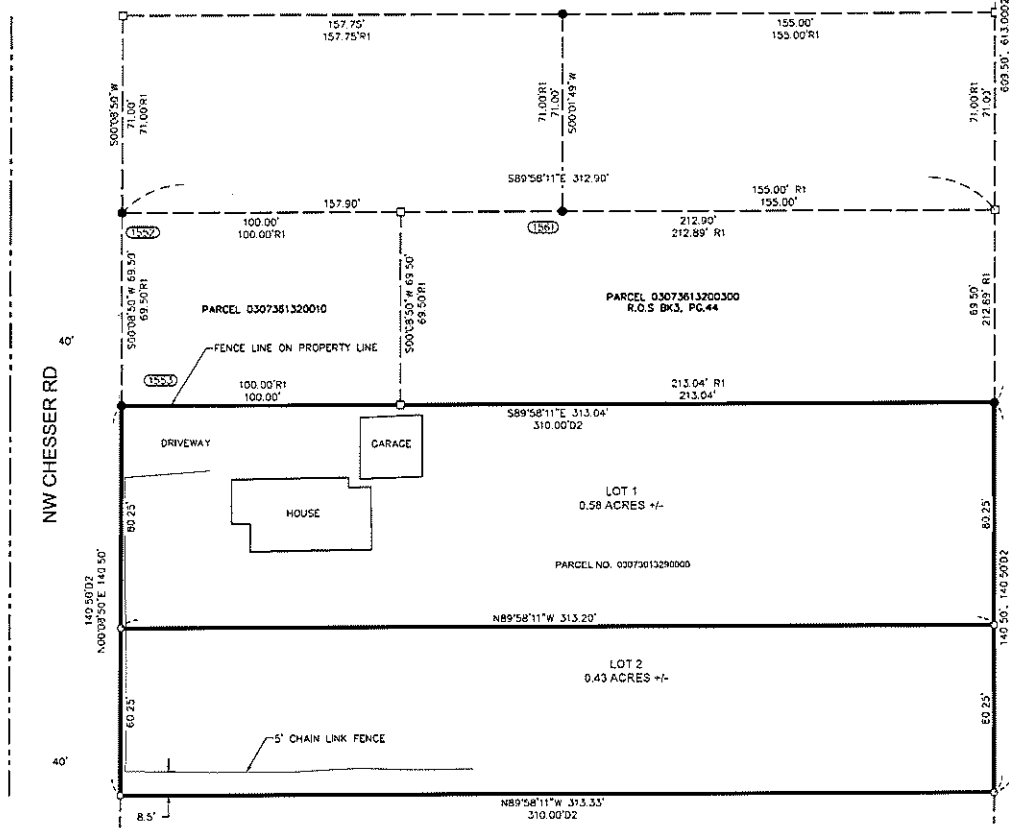 157.75'
157.75'R1
155.00'
155.00'R1
S00°08'50"W
71.00'
71.00'R1
71.00'R1
71.00'
S00°01'49"W
71.00'R1
71.00'
609.50', 613.00D2
S89°58'11"E 312.90'
157.90'
155.00' R1
155.00'
1552
100.00'
100.00'R1
1561
212.90'
212.89' R1
S00°08'50"W 69.50'
69.50'R1
S00°08'50"W 69.50'
69.50'R1
69.50'
212.89' R1
PARCEL 0307361320010
PARCEL 03073613200300
R.O.S BK3, PG.44
40'
FENCE LINE ON PROPERTY LINE
1553
100.00'R1
100.00'
213.04' R1
213.04'
S89°58'11"E 313.04'
310.00'D2
NW CHESSER RD
DRIVEWAY
GARAGE
HOUSE
LOT 1
0.58 ACRES +/-
80.25'
80.25'
PARCEL NO. 03073613290000
140.50'D2
N00°08'50"E 140.50'
140.50', 140.50'D2
N89°58'11"W 313.20'
LOT 2
0.43 ACRES +/-
60.25'
60.25'
5' CHAIN LINK FENCE
40'
8.5'
N89°58'11"W 313.33'
310.00'D2